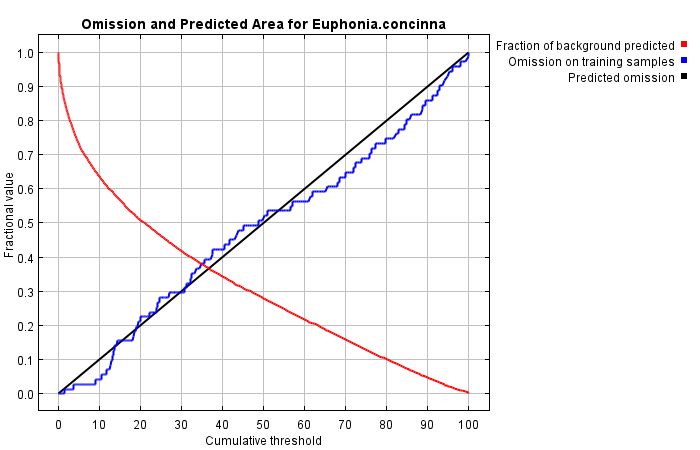 Omission and Predicted Area for Euphonia.concinna
Fraction of background predicted
Omission on training samples
Predicted omission
Fractional value
1.0
0.9
0.8
0.7
0.6
0.5
0.4
0.3
0.2
0.1
0.0
0 10 20 30 40 50 60 70 80 90 100
Cumulative threshold